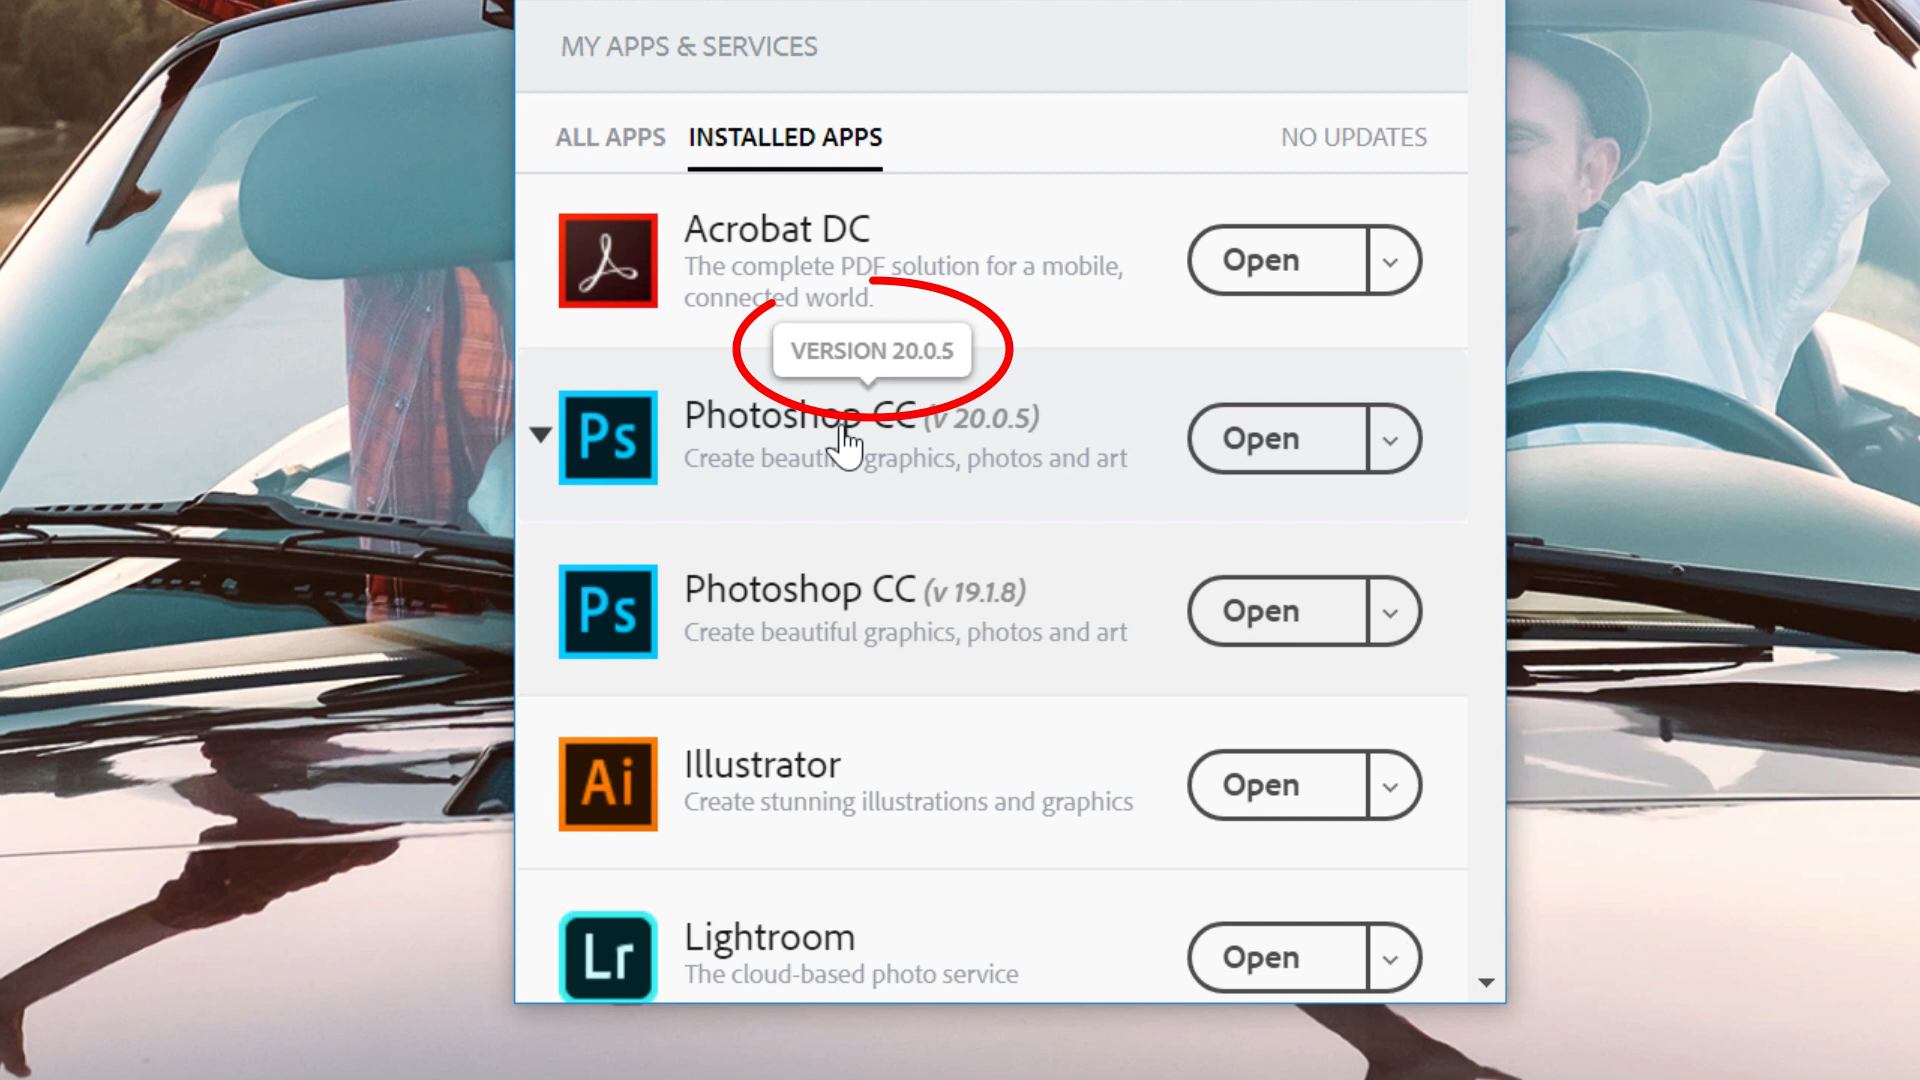 MY APPS & SERVICES
ALL APPS INSTALLED APPS NO UPDATES
Acrobat DC
The complete PDF solution for a mobile,
connected world.
Open
VERSION 20.0.5
Ps
Photoshop CC (v 20.0.5)
Create beautiful graphics, photos and art
Open
Ps
Photoshop CC (v 19.1.8)
Create beautiful graphics, photos and art
Open
Ai
Illustrator
Create stunning illustrations and graphics
Open
Lr
Lightroom
The cloud-based photo service
Open